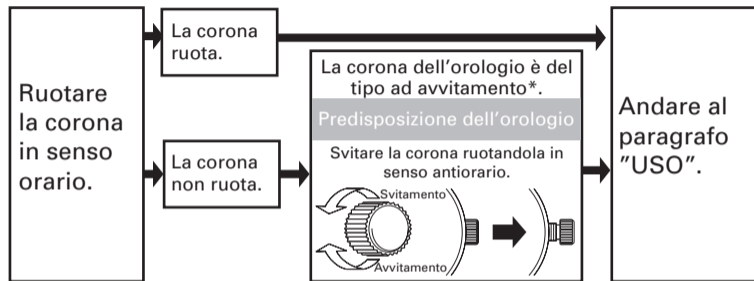 Ruotare
la corona
in senso
orario.
La corona
ruota.
La corona
non ruota.
La corona dell'orologio è del
tipo ad avvitamento*.
Predisposizione dell'orologio
Svitare la corona ruotandola in
senso antiorario.
Svitamento
Avvitamento
Andare al
paragrafo
"USO".